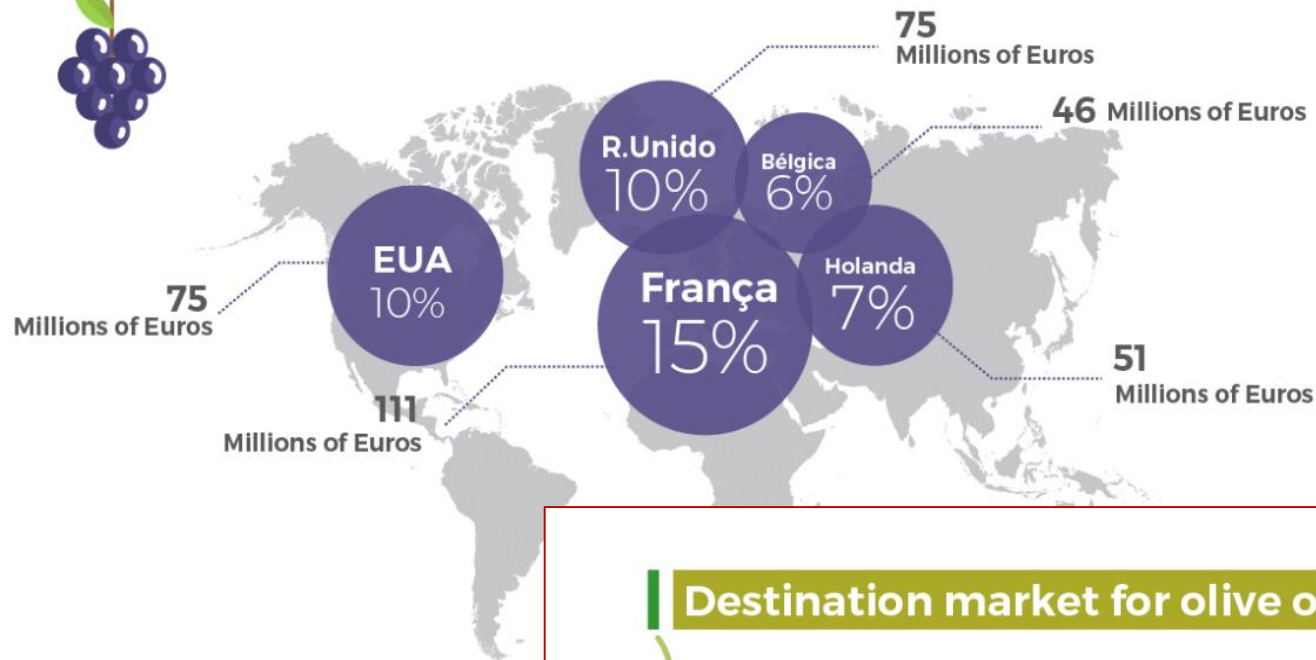 75
Millions of Euros
46 Millions of Euros
R.Unido
10%
Bélgica
6%
EUA
10%
França
15%
Holanda
7%
75
Millions of Euros
51
Millions of Euros
111
Millions of Euros
Destination market for olive o